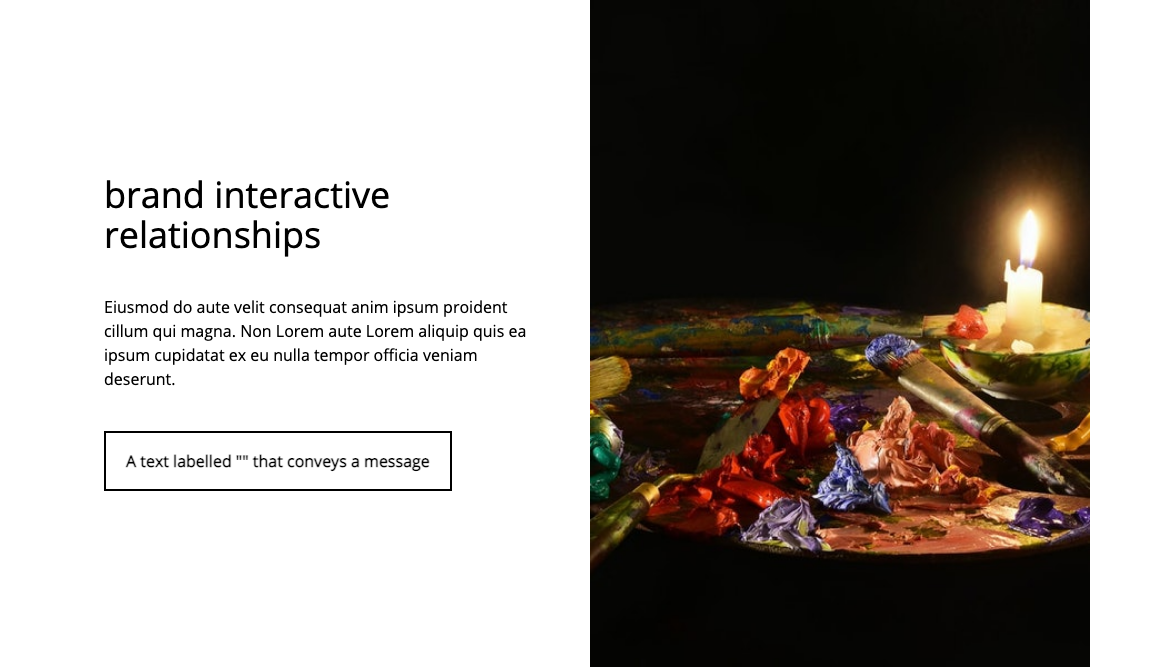 brand interactive
relationships
Eiusmod do aute velit consequat anim ipsum proident
cillum qui magna. Non Lorem aute Lorem aliquip quis ea
ipsum cupidatat ex eu nulla tempor officia veniam
deserunt.
A text labelled "" that conveys a message